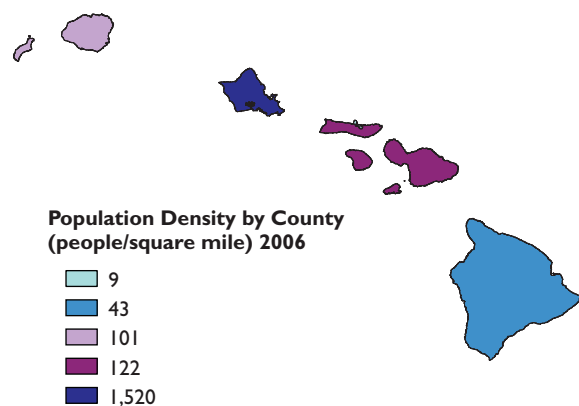 Population Density by County
(people/square mile) 2006
9
43
101
122
1,520